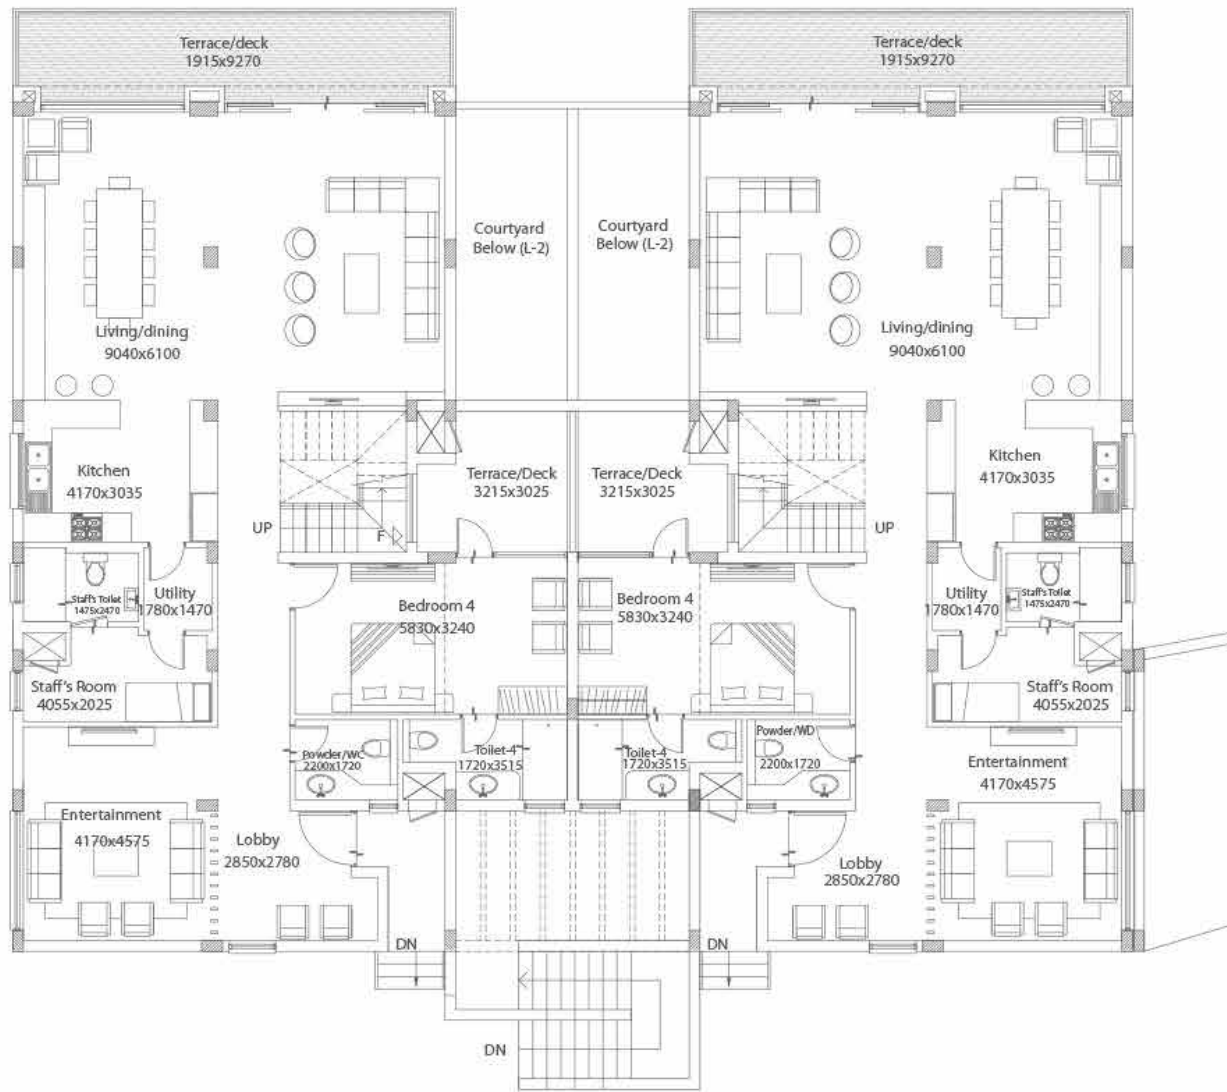 Terrace/deck
1915x9270
Terrace/deck
1915x9270
Courtyard
Below (L-2)
Courtyard
Below (L-2)
Living/dining
9040x6100
Living/dining
9040x6100
Kitchen
4170x3035
Terrace/Deck
3215x3025
Terrace/Deck
3215x3025
Kitchen
4170x3035
UP
F
UP
Staff's Toilet
1475x2470
Utility
1780x1470
Bedroom 4
5830x3240
Bedroom 4
5830x3240
Utility
1780x1470
Staff's Toilet
1475x2470
Staff's Room
4055x2025
Staff's Room
4055x2025
Powder/WC
2200x1720
Toilet-4
1720x3515
Toilet-4
1720x3515
Powder/WD
2200x1720
Entertainment
4170x4575
Entertainment
4170x4575
Lobby
2850x2780
Lobby
2850x2780
DN
DN
DN